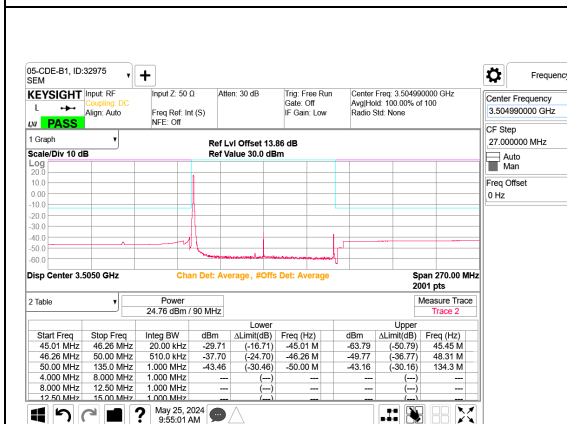 05-CDE-B1, ID:32975
SEM
+
Frequency
KEYSIGHT Input: RF Input Z: 50 Ω Atten: 30 dB Trig: Free Run Center Freq: 3.504990000 GHz
L Coupling: DC Gate: Off Avg|Hold: 100.00% of 100
Align: Auto Freq Ref: Int (S) IF Gain: Low Radio Std: None
LXI PASS NFE: Off
Center Frequency
3.504990000 GHz
CF Step
27.000000 MHz
Auto
Man
Freq Offset
0 Hz
1 Graph
Ref Lvl Offset 13.86 dB
Scale/Div 10 dB Ref Value 30.0 dBm
Log
20.0
10.0
0.00
-10.0
-20.0
-30.0
-40.0
-50.0
-60.0
Disp Center 3.5050 GHz Chan Det: Average, #Offs Det: Average Span 270.00 MHz
2001 pts
2 Table Power Measure Trace
24.76 dBm / 90 MHz Trace 2
Lower Upper
Start Freq Stop Freq Integ BW dBm ΔLimit(dB) Freq (Hz) dBm ΔLimit(dB) Freq (Hz)
45.01 MHz 46.26 MHz 20.00 kHz -29.71 (-16.71) -45.01 M -63.79 (-50.79) 45.45 M
46.26 MHz 50.00 MHz 510.0 kHz -37.70 (-24.70) -46.26 M -49.77 (-36.77) 48.31 M
50.00 MHz 135.0 MHz 1.000 MHz -43.46 (-30.46) -50.00 M -43.16 (-30.16) 134.3 M
4.000 MHz 8.000 MHz 1.000 MHz --- (---) --- --- (---) ---
8.000 MHz 12.50 MHz 1.000 MHz --- (---) --- --- (---) ---
12.50 MHz 15.00 MHz 1.000 MHz --- (---) --- --- (---) ---
? May 25, 2024
9:55:01 AM